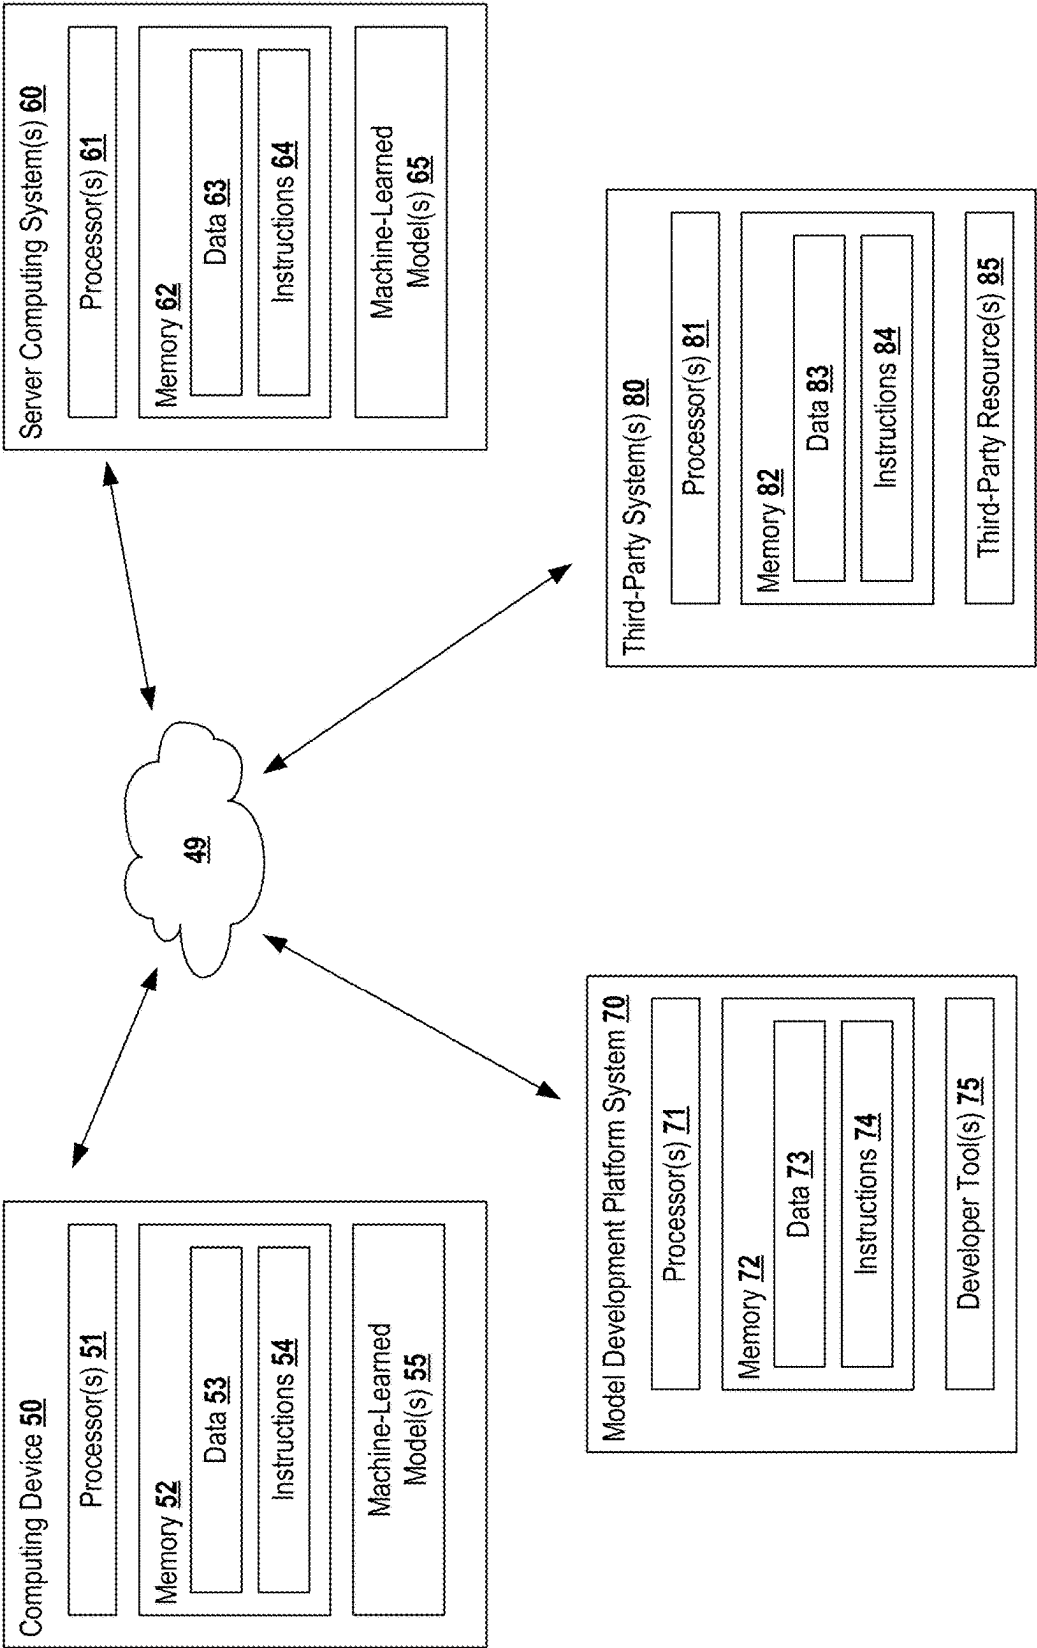 Computing Device 50
Processor(s) 51
Memory 52
Data 53
Instructions 54
Machine-Learned
Model(s) 55
49
Server Computing System(s) 60
Processor(s) 61
Memory 62
Data 63
Instructions 64
Machine-Learned
Model(s) 65
Model Development Platform System 70
Processor(s) 71
Memory 72
Data 73
Instructions 74
Developer Tool(s) 75
Third-Party System(s) 80
Processor(s) 81
Memory 82
Data 83
Instructions 84
Third-Party Resource(s) 85